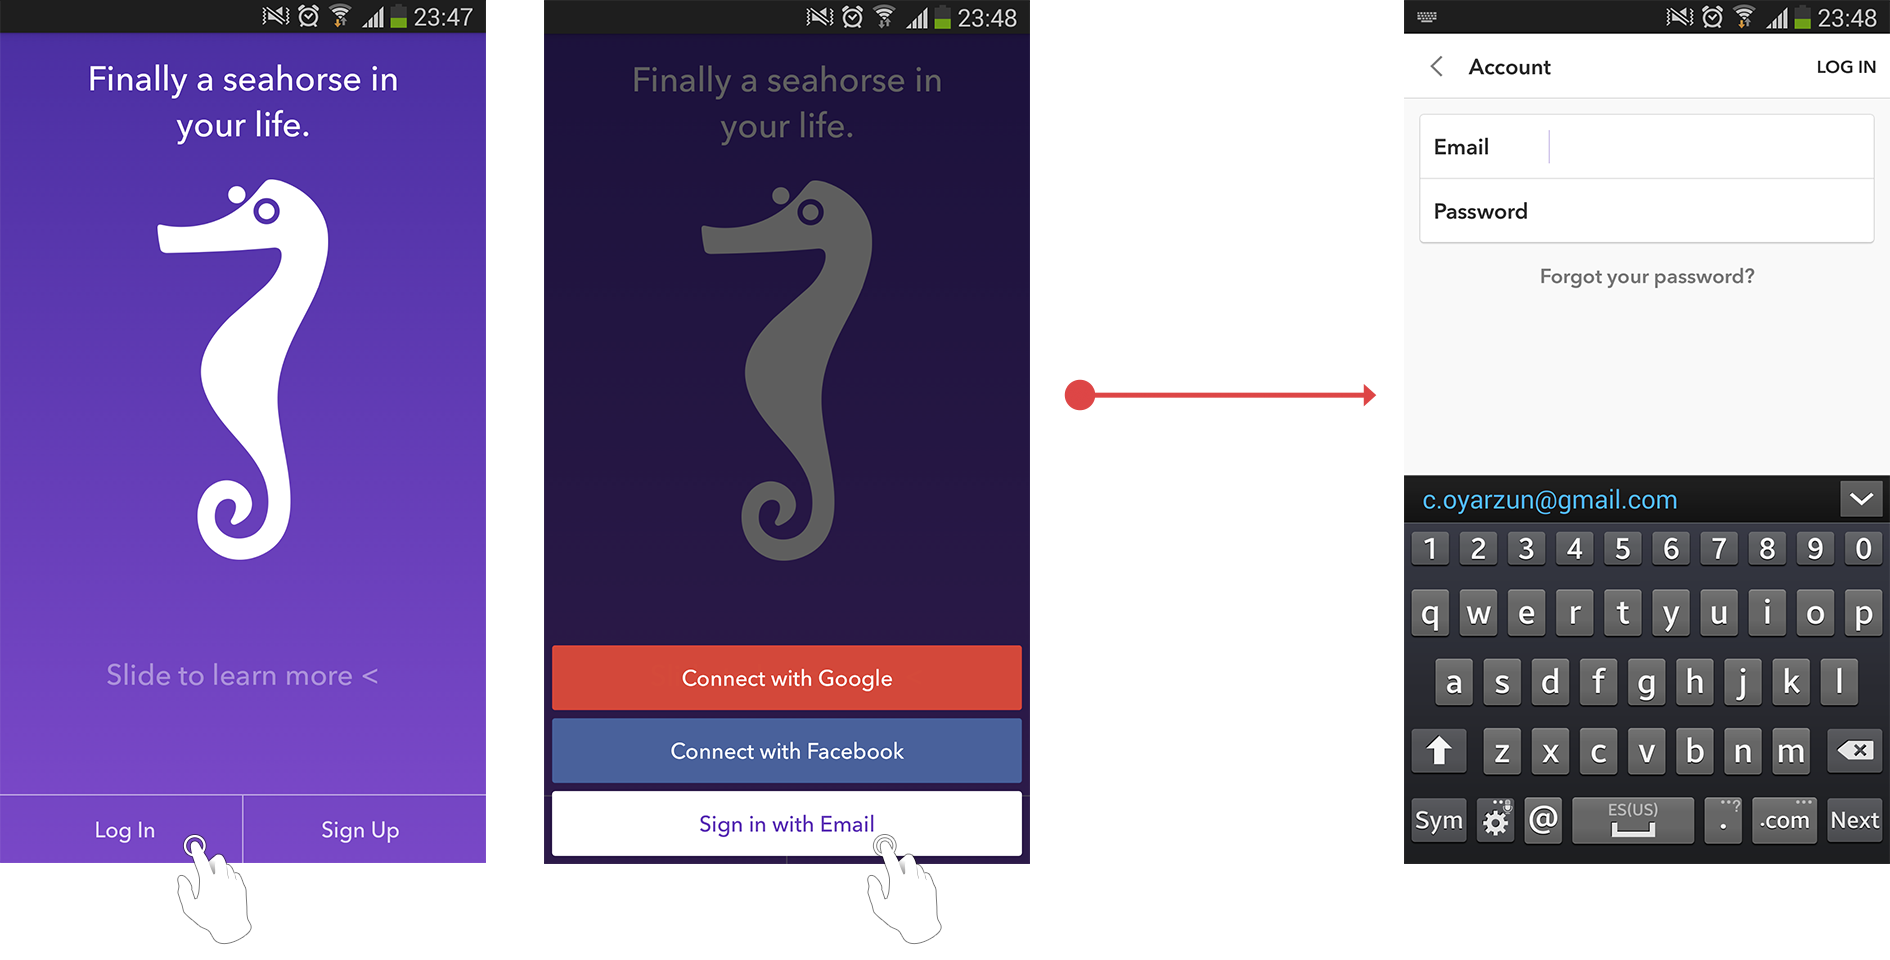 23:47
Finally a seahorse in
your life.
Slide to learn more <
Log In
Sign Up
23:48
Finally a seahorse in
your life.
Connect with Google
Connect with Facebook
Sign in with Email
23:48
Account
LOG IN
Email
Password
Forgot your password?
c.oyarzun@gmail.com
1 2 3 4 5 6 7 8 9 0
q w e r t y u i o p
a s d f g h j k l
z x c v b n m
Sym @ ES(US) . ? .com Next